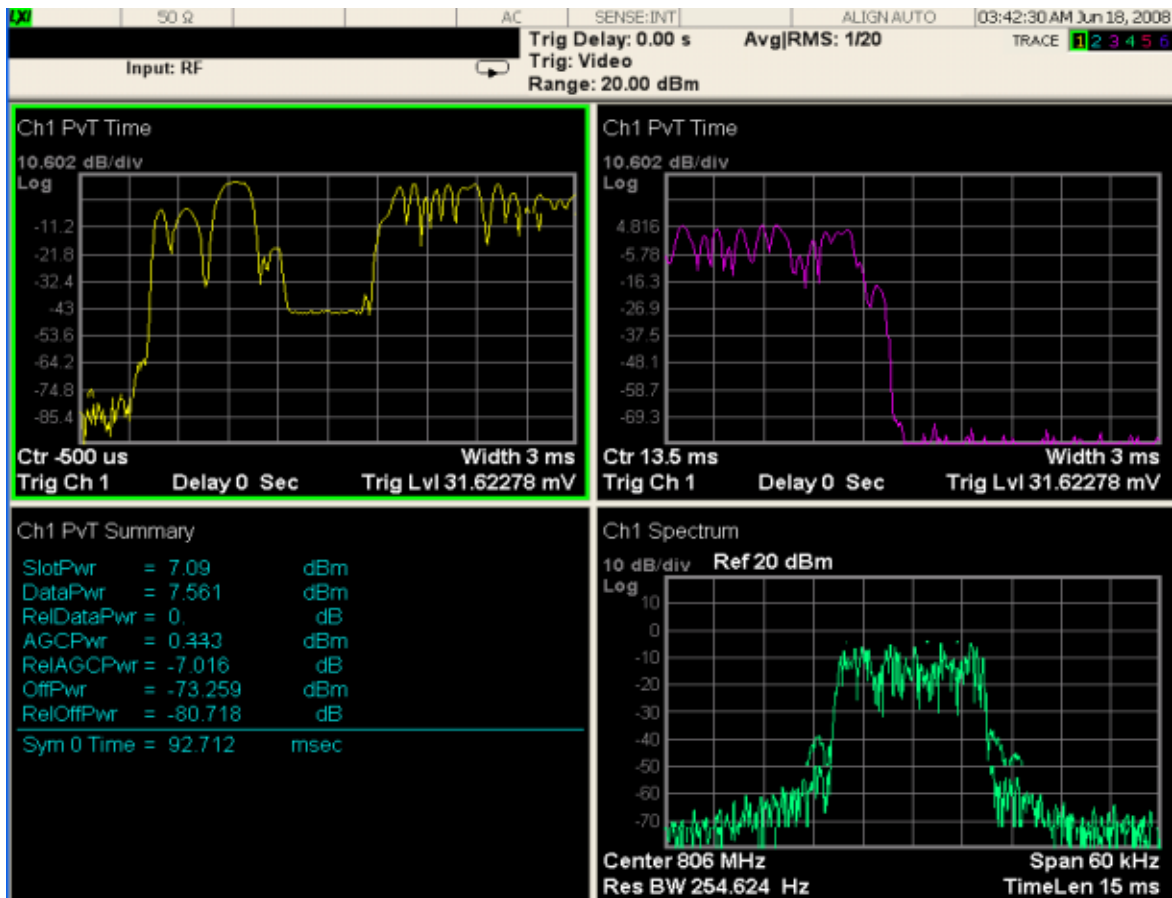 LXI 50 Ω AC SENSE:INT ALIGN AUTO 03:42:30 AM Jun 18, 2008
Input: RF
Trig Delay: 0.00 s Avg|RMS: 1/20 TRACE 1 2 3 4 5 6
Trig: Video
Range: 20.00 dBm
Ch1 PvT Time
10.602 dB/div
Log
-11.2
-21.8
-32.4
-43
-53.6
-64.2
-74.8
-85.4
Ctr -500 us Width 3 ms
Trig Ch 1 Delay 0 Sec Trig Lvl 31.62278 mV
Ch1 PvT Time
10.602 dB/div
Log
4.816
-5.78
-16.3
-26.9
-37.5
-48.1
-58.7
-69.3
Ctr 13.5 ms Width 3 ms
Trig Ch 1 Delay 0 Sec Trig Lvl 31.62278 mV
Ch1 PvT Summary
SlotPwr = 7.09 dBm
DataPwr = 7.561 dBm
RelDataPwr = 0. dB
AGCPwr = 0.443 dBm
RelAGCPwr = -7.016 dB
OffPwr = -73.259 dBm
RelOffPwr = -80.718 dB
Sym 0 Time = 92.712 msec
Ch1 Spectrum
10 dB/div Ref 20 dBm
Log
10
0
-10
-20
-30
-40
-50
-60
-70
Center 806 MHz Span 60 kHz
Res BW 254.624 Hz TimeLen 15 ms